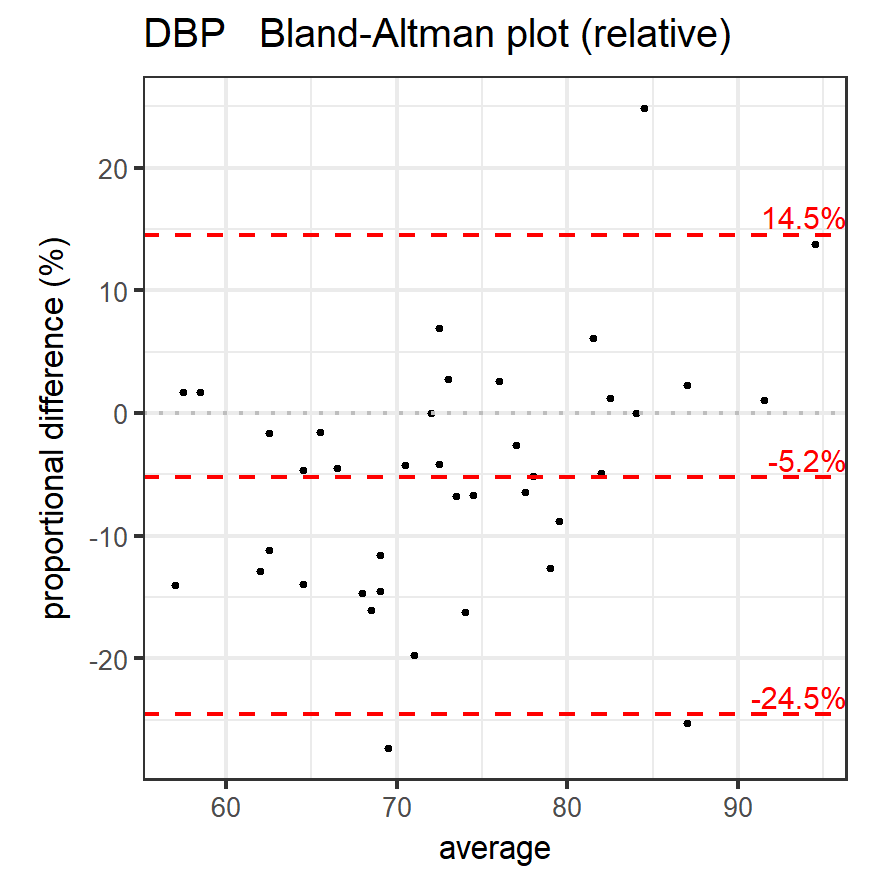 DBP   Bland-Altman plot (relative)
proportional difference (%)
20
10
0
-10
-20
14.5%
-5.2%
-24.5%
60 70 80 90
average